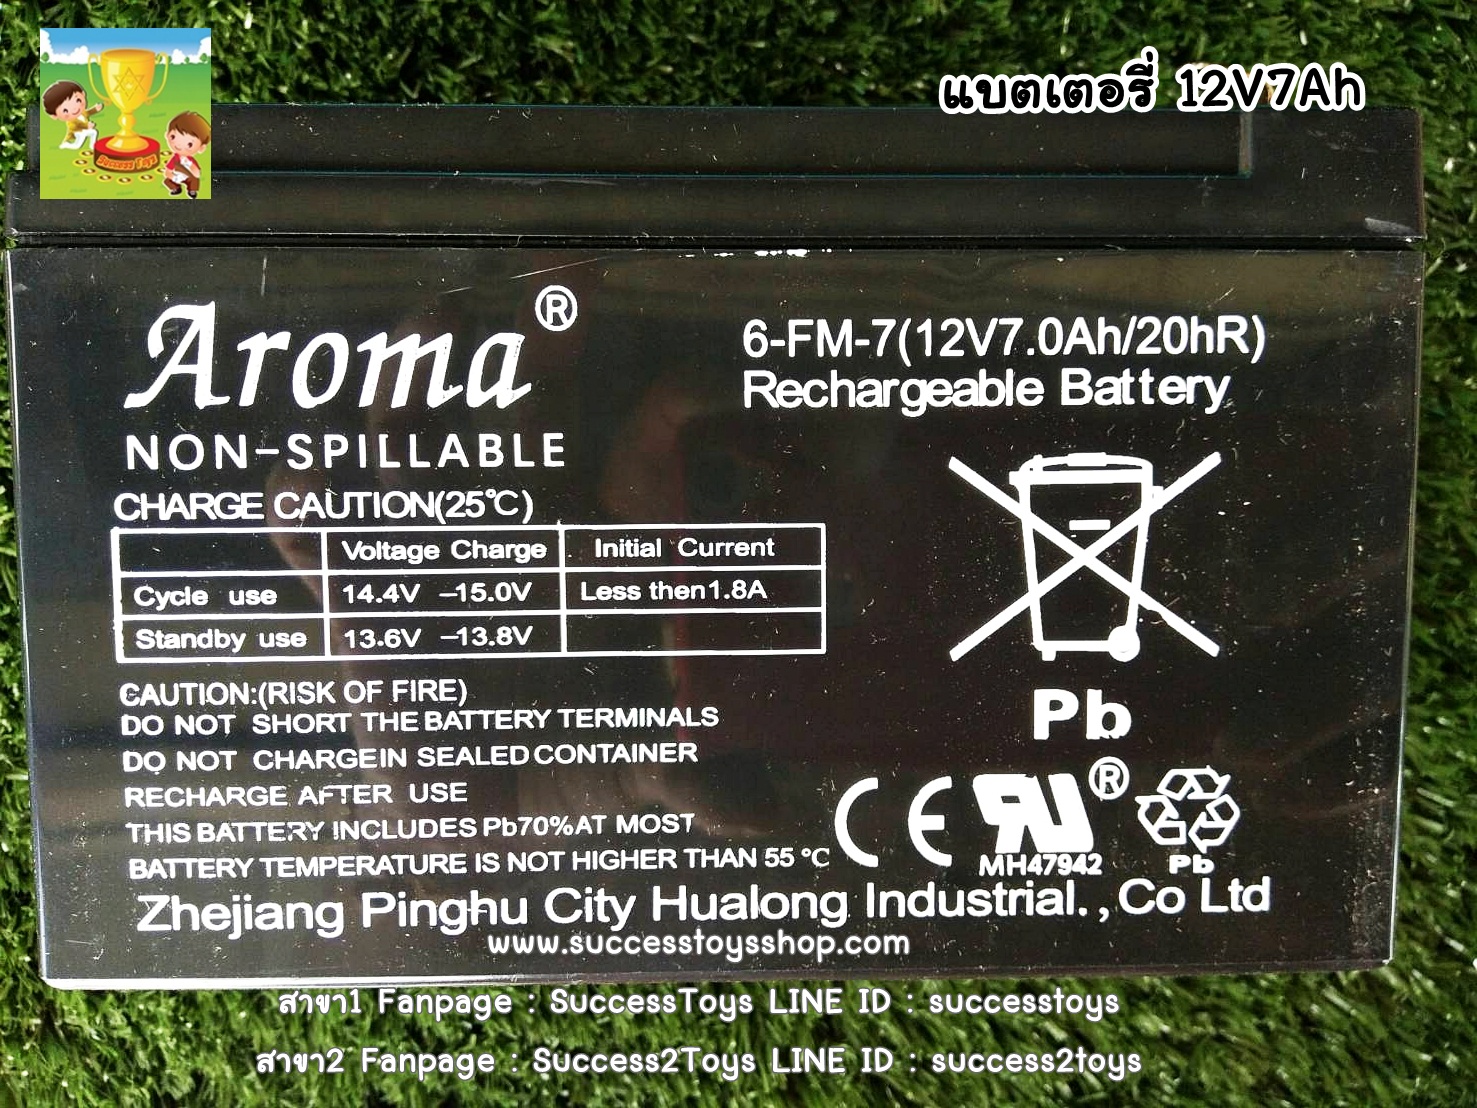 แบตเตอรี่ 12V7Ah
Success Toys
Aroma®
NON-SPILLABLE
6-FM-7(12V7.0Ah/20hR)
Rechargeable Battery
CHARGE CAUTION(25℃)
Voltage Charge Initial Current
Cycle use 14.4V –15.0V Less then1.8A
Standby use 13.6V –13.8V
CAUTION:(RISK OF FIRE)
DO NOT SHORT THE BATTERY TERMINALS
DO NOT CHARGEIN SEALED CONTAINER
RECHARGE AFTER USE
THIS BATTERY INCLUDES Pb70%AT MOST
BATTERY TEMPERATURE IS NOT HIGHER THAN 55 ℃
Pb
CE RU®
MH47942 Pb
Zhejiang Pinghu City Hualong Industrial., Co Ltd
www.successtoysshop.com
สาขา1 Fanpage : SuccessToys LINE ID : successtoys
สาขา2 Fanpage : Success2Toys LINE ID : success2toys